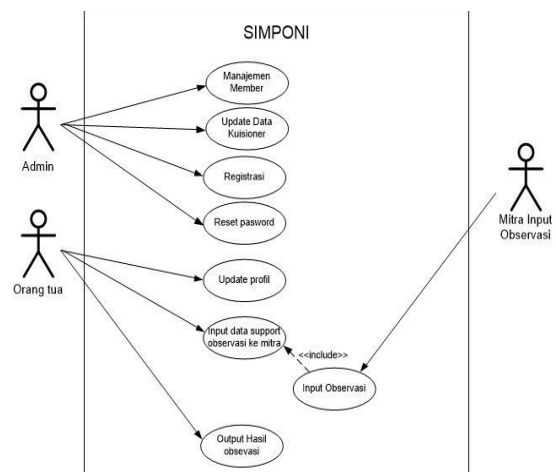 SIMPONI
Manajemen
Member
Update Data
Kuisioner
Registrasi
Reset pasword
Admin
Orang tua
Mitra Input
Observasi
Update profil
Input data support
observasi ke mitra
<<include>>
Input Observasi
Output Hasil
obsevasi